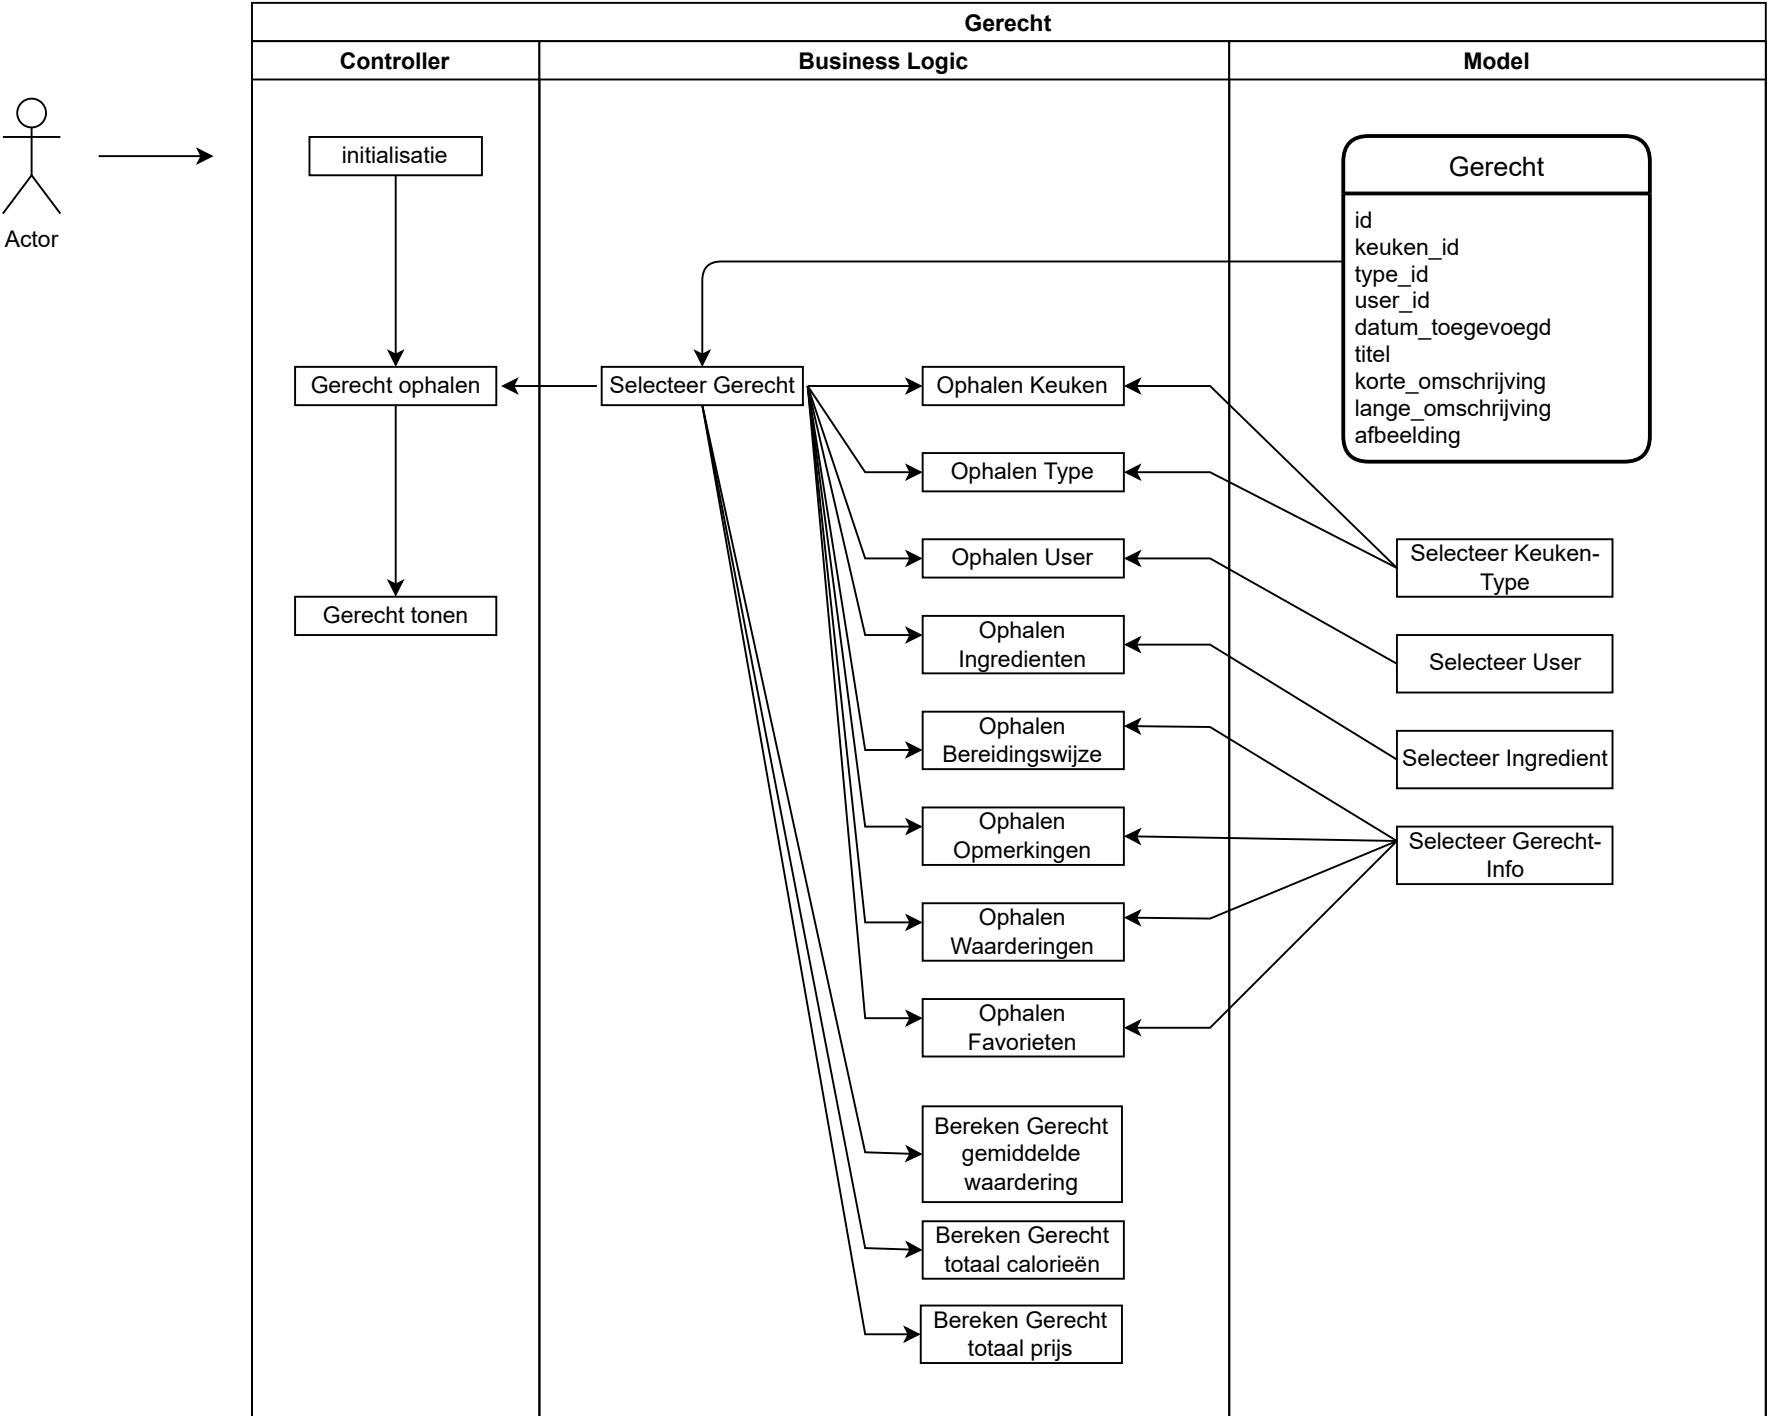 Gerecht
Controller
Business Logic
Model
Actor
initialisatie
Gerecht ophalen
Gerecht tonen
Selecteer Gerecht
Ophalen Keuken
Ophalen Type
Ophalen User
Ophalen
Ingredienten
Ophalen
Bereidingswijze
Ophalen
Opmerkingen
Ophalen
Waarderingen
Ophalen
Favorieten
Bereken Gerecht
gemiddelde
waardering
Bereken Gerecht
totaal calorieën
Bereken Gerecht
totaal prijs
Gerecht
id
keuken_id
type_id
user_id
datum_toegevoegd
titel
korte_omschrijving
lange_omschrijving
afbeelding
Selecteer Keuken-
Type
Selecteer User
Selecteer Ingredient
Selecteer Gerecht-
Info